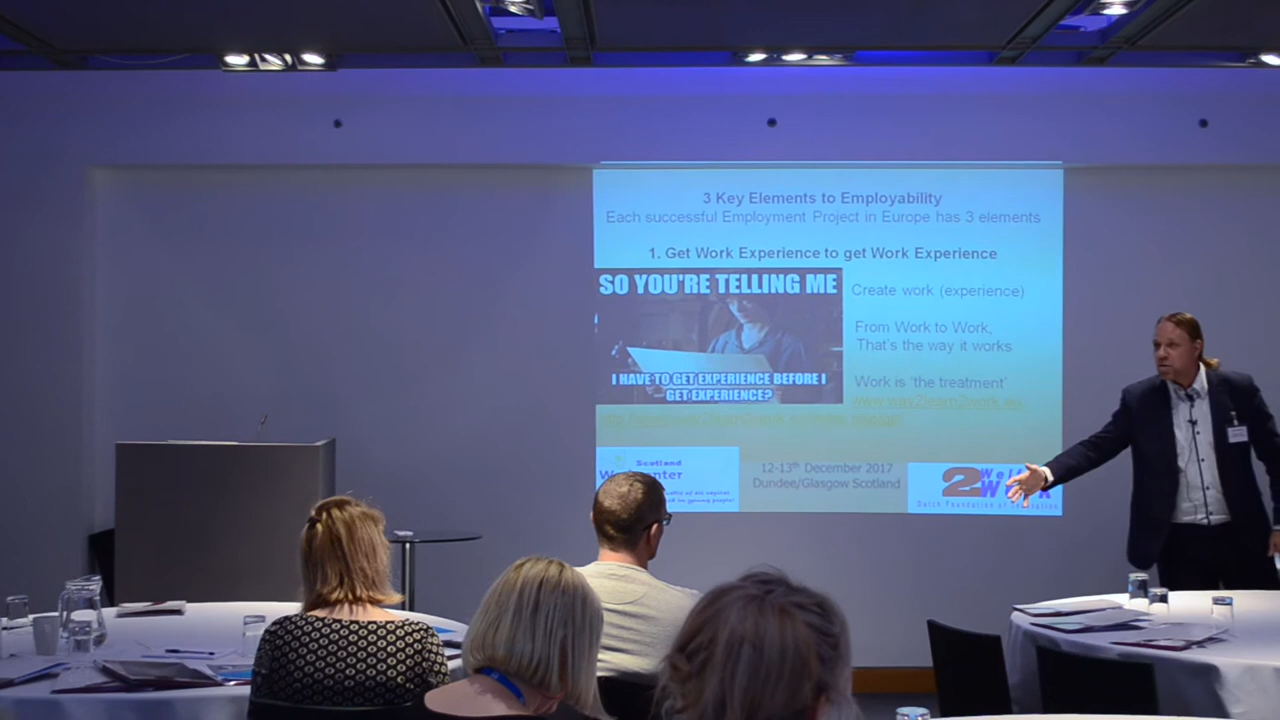 3 Key Elements to Employability
Each successful Employment Project in Europe has 3 elements
1. Get Work Experience to get Work Experience
SO YOU'RE TELLING ME
I HAVE TO GET EXPERIENCE BEFORE I
GET EXPERIENCE?
Create work (experience)
From Work to Work,
That's the way it works
Work is 'the treatment'
www.way2learn2work.eu
Scotland
12-13th December 2017
Dundee/Glasgow Scotland
2
Dutch Foundation of